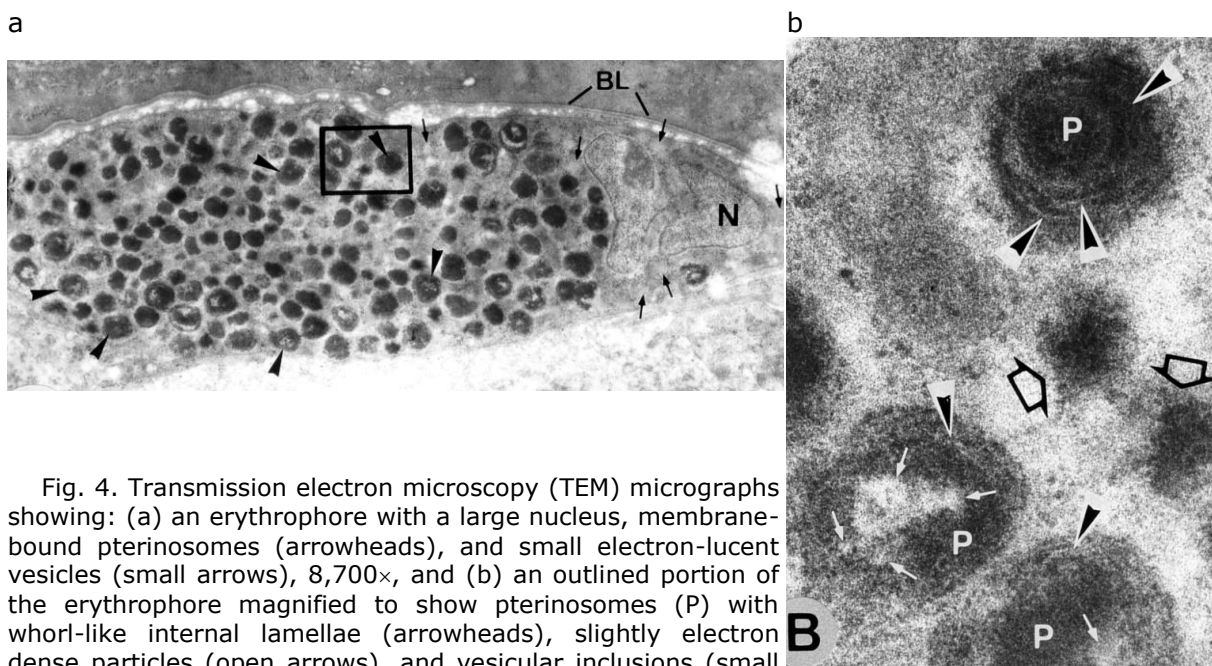 a
b
BL
N
P
P
P
B
Fig. 4. Transmission electron microscopy (TEM) micrographs
showing: (a) an erythrophore with a large nucleus, membrane-
bound pterinosomes (arrowheads), and small electron-lucent
vesicles (small arrows), 8,700×, and (b) an outlined portion of
the erythrophore magnified to show pterinosomes (P) with
whorl-like internal lamellae (arrowheads), slightly electron
dense particles (open arrows), and vesicular inclusions (small